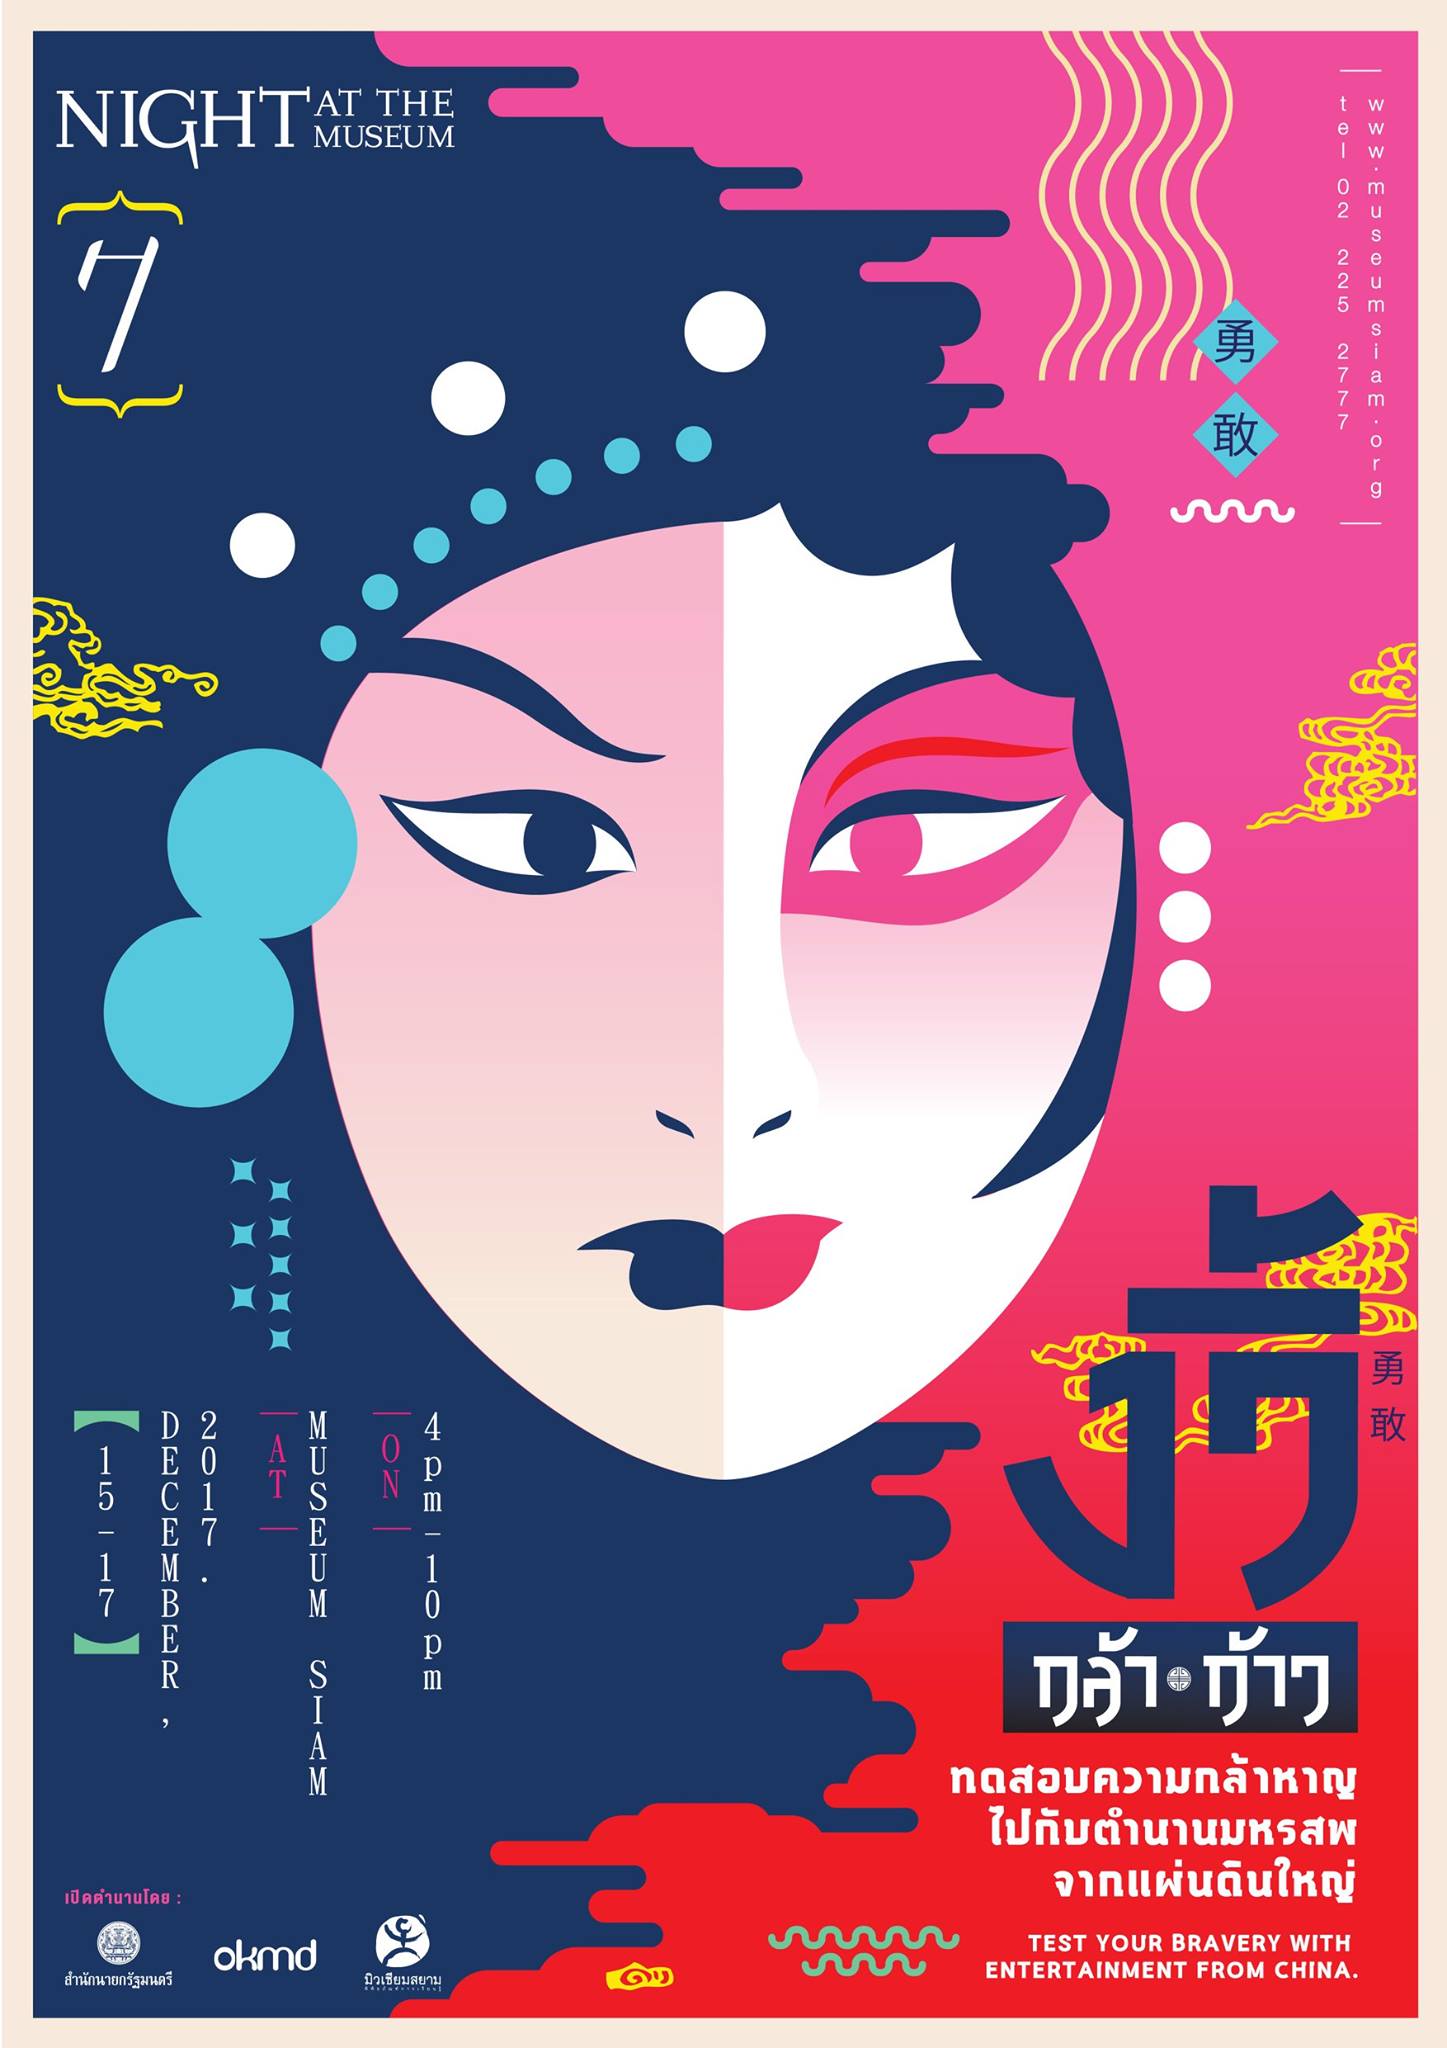 NIGHT AT THE
MUSEUM
7
www.museumsiam.org
tel 02 225 2777
勇
敢
งิ้ว
勇敢
กล้า · ก้าว
ทดสอบความกล้าหาญ
ไปกับตำนานมหรสพ
จากแผ่นดินใหญ่
TEST YOUR BRAVERY WITH
ENTERTAINMENT FROM CHINA.
15-17
DECEMBER,
2017.
AT
MUSEUM SIAM
ON
4pm-10pm
เปิดตำนานโดย :
สำนักนายกรัฐมนตรี
okmd
มิวเซียมสยาม